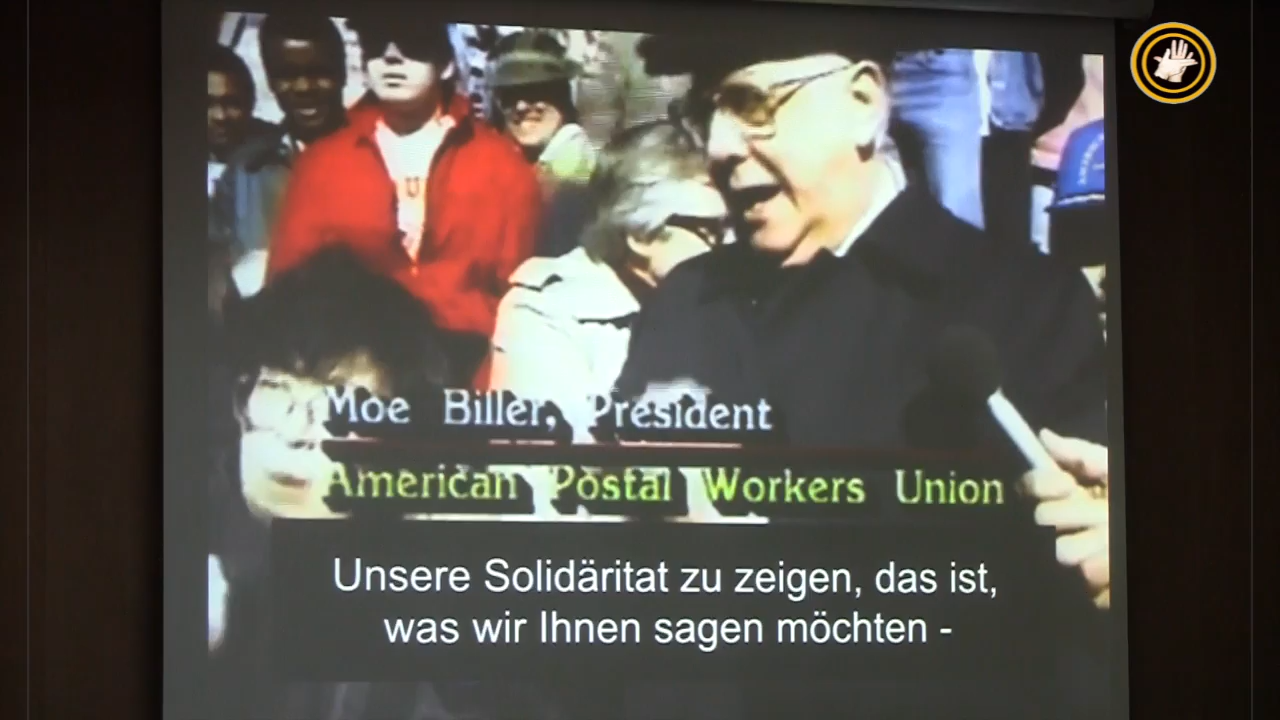 Moe Biller, President
American Postal Workers Union
Unsere Solidäritat zu zeigen, das ist,
was wir Ihnen sagen möchten -